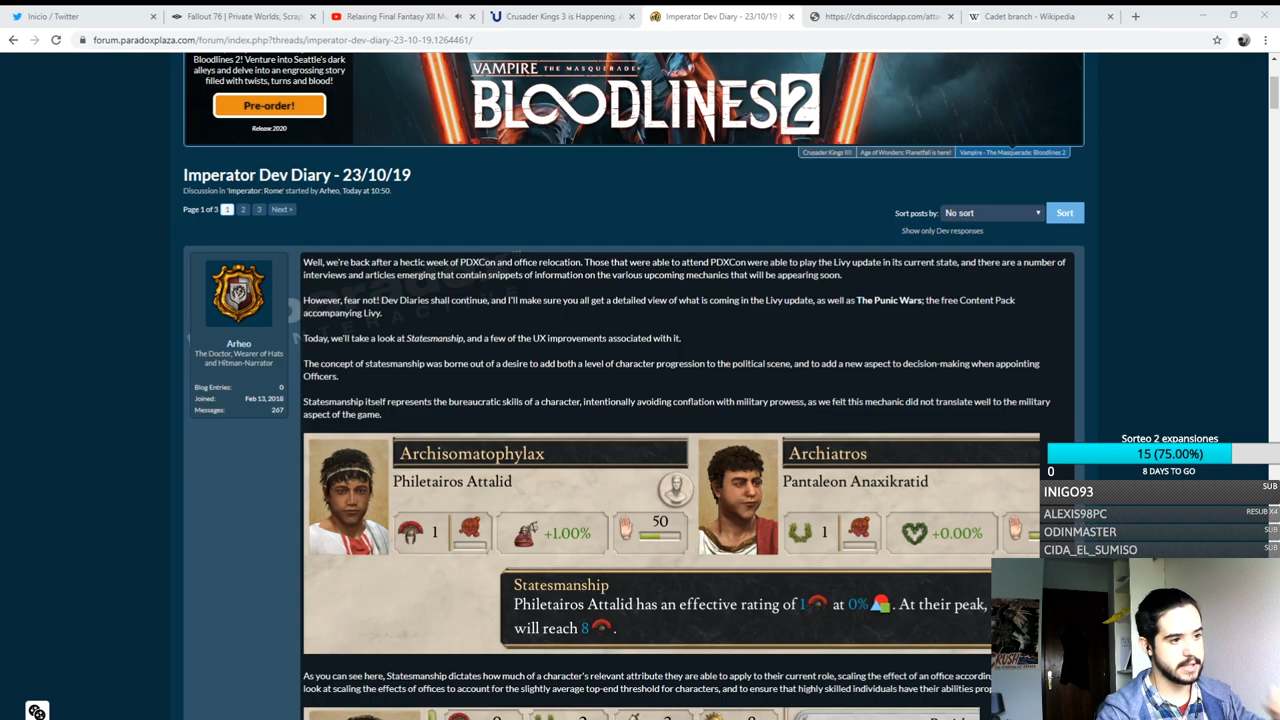 Inicio / Twitter
Fallout 76 | Private Worlds, Scrap
Relaxing Final Fantasy XII Mu
Crusader Kings 3 is Happening, A
Imperator Dev Diary - 23/10/19
https://cdn.discordapp.com/atta
Cadet branch - Wikipedia
forum.paradoxplaza.com/forum/index.php?threads/imperator-dev-diary-23-10-19.1264461/
Bloodlines 2! Venture into Seattle's dark
alleys and delve into an engrossing story
filled with twists, turns and blood!
Pre-order!
Release 2020
VAMPIRE THE MASQUERADE
BLOODLINES 2
Crusader Kings III!
Age of Wonders: Planetfall is here!
Vampire - The Masquerade: Bloodlines 2
Imperator Dev Diary - 23/10/19
Discussion in 'Imperator: Rome' started by Arheo, Today at 10:50.
Page 1 of 3 1 2 3 Next >
Sort posts by: No sort Sort
Show only Dev responses
Arheo
The Doctor, Wearer of Hats
and Hitman-Narrator
Blog Entries: 0
Joined: Feb 13, 2018
Messages: 267
Well, we're back after a hectic week of PDXCon and office relocation. Those that were able to attend PDXCon were able to play the Livy update in its current state, and there are a number of
interviews and articles emerging that contain snippets of information on the various upcoming mechanics that will be appearing soon.
However, fear not! Dev Diaries shall continue, and I'll make sure you all get a detailed view of what is coming in the Livy update, as well as The Punic Wars; the free Content Pack
accompanying Livy.
Today, we'll take a look at Statesmanship, and a few of the UX improvements associated with it.
The concept of statesmanship was borne out of a desire to add both a level of character progression to the political scene, and to add a new aspect to decision-making when appointing
Officers.
Statesmanship itself represents the bureaucratic skills of a character, intentionally avoiding conflation with military prowess, as we felt this mechanic did not translate well to the military
aspect of the game.
Archisomatophylax
Philetairos Attalid
1 +1.00% 50
Archiatros
Pantaleon Anaxikratid
1 +0.00%
Statesmanship
Philetairos Attalid has an effective rating of 1 at 0%. At their peak,
will reach 8.
As you can see here, Statesmanship dictates how much of a character's relevant attribute they are able to apply to their current role, scaling the effect of an office accordin
look at scaling the effects of offices to account for the slightly average top-end threshold for characters, and to ensure that highly skilled individuals have their abilities prop
Sorteo 2 expansiones
15 (75.00%)
0
8 DAYS TO GO
INIGO93 SUB
ALEXIS98PC RESUB X4
ODINMASTER SUB
CIDA_EL_SUMISO SUB